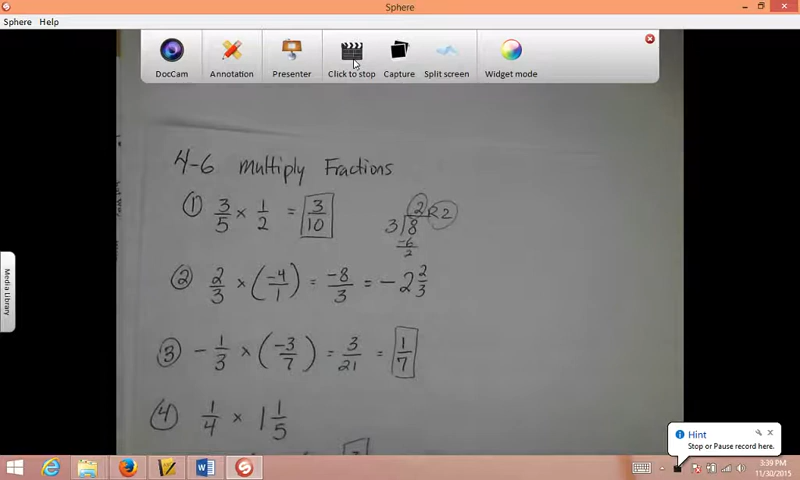 Sphere
Sphere Help
DocCam Annotation Presenter Click to stop Capture Split screen Widget mode
Media Library
4-6 Multiply Fractions
① 3/5 × 1/2 = 3/10
2 R2
3)8
-6
2
② 2/3 × (-4/1) = -8/3 = -2 2/3
③ - 1/3 × (-3/7) = 3/21 = 1/7
④ 1/4 × 1 1/5
Hint
Stop or Pause record here.
3:39 PM
11/30/2015